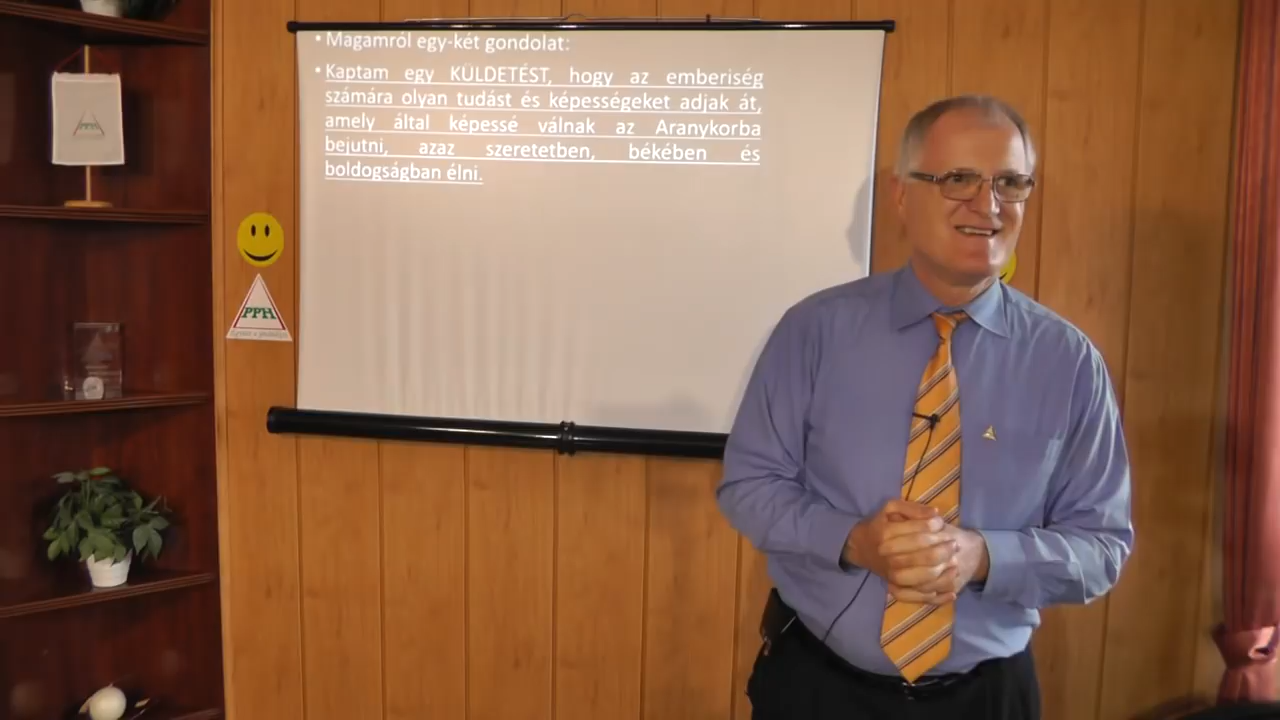 • Magamról egy-két gondolat:
• Kaptam egy KÜLDETÉST, hogy az emberiség
számára olyan tudást és képességeket adjak át,
amely által képessé válnak az Aranykorba
bejutni, azaz szeretetben, békében és
boldogságban élni.
PPH